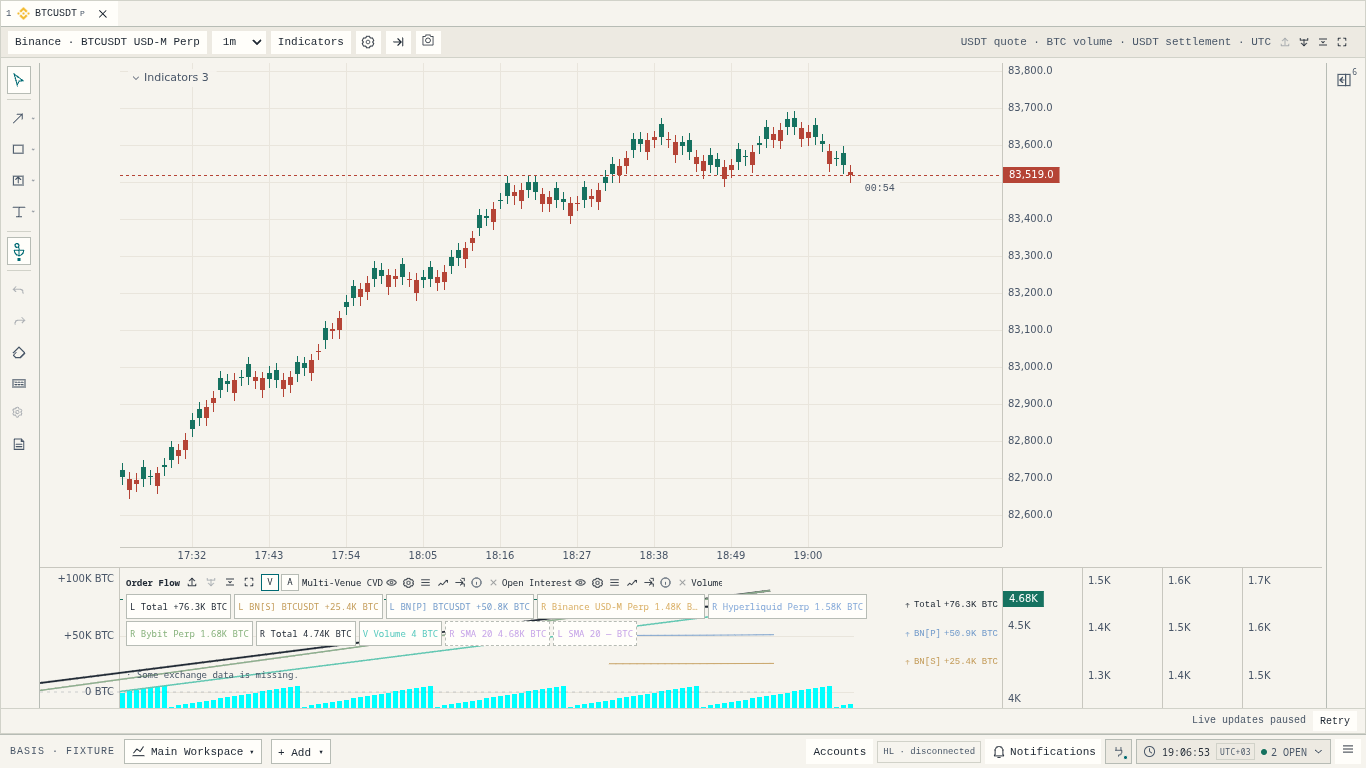 1 BTCUSDT P
Binance · BTCUSDT USD-M Perp 1m Indicators USDT quote · BTC volume · USDT settlement · UTC
Indicators 3
6
83,800.0
83,700.0
83,600.0
83,519.0
00:54
83,400.0
83,300.0
83,200.0
83,100.0
83,000.0
82,900.0
82,800.0
82,700.0
82,600.0
17:32 17:43 17:54 18:05 18:16 18:27 18:38 18:49 19:00
+100K BTC
+50K BTC
0 BTC
Order Flow V A Multi-Venue CVD Open Interest Volume
L Total +76.3K BTC L BN[S] BTCUSDT +25.4K BTC L BN[P] BTCUSDT +50.8K BTC R Binance USD-M Perp 1.48K B… R Hyperliquid Perp 1.58K BTC
R Bybit Perp 1.68K BTC R Total 4.74K BTC V Volume 4 BTC R SMA 20 4.68K BTC L SMA 20 — BTC
· Some exchange data is missing.
↑ Total +76.3K BTC
↑ BN[P] +50.9K BTC
↑ BN[S] +25.4K BTC
4.68K
4.5K
4K
1.5K 1.6K 1.7K
1.4K 1.5K 1.6K
1.3K 1.4K 1.5K
Live updates paused Retry
BASIS · FIXTURE Main Workspace + Add Accounts HL · disconnected Notifications 19:06:53 UTC+03 2 OPEN